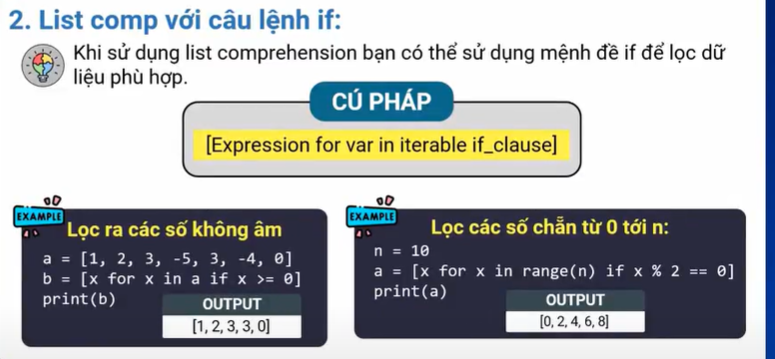 2. List comp với câu lệnh if:
Khi sử dụng list comprehension bạn có thể sử dụng mệnh đề if để lọc dữ
liệu phù hợp.
CÚ PHÁP
[Expression for var in iterable if_clause]
EXAMPLE
Lọc ra các số không âm
a = [1, 2, 3, -5, 3, -4, 0]
b = [x for x in a if x >= 0]
print(b)
OUTPUT
[1, 2, 3, 3, 0]
EXAMPLE
Lọc các số chẵn từ 0 tới n:
n = 10
a = [x for x in range(n) if x % 2 == 0]
print(a)
OUTPUT
[0, 2, 4, 6, 8]